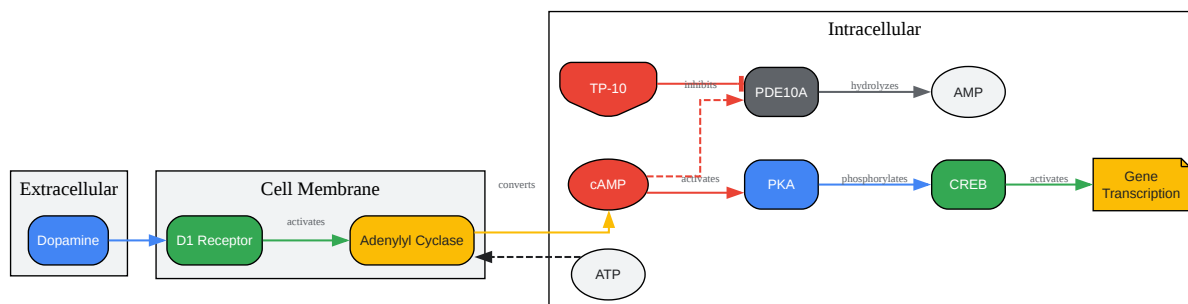 Intracellular
TP-10
inhibits
PDE10A
hydrolyzes
AMP
Extracellular
Cell Membrane
converts
cAMP
activates
PKA
phosphorylates
CREB
activates
Gene
Transcription
Dopamine
D1 Receptor
activates
Adenylyl Cyclase
ATP